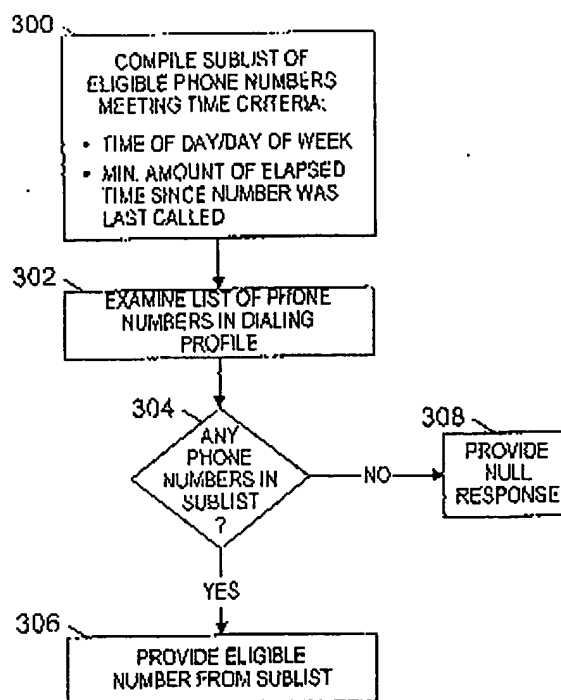 300
COMPILE SUBLIST OF
ELIGIBLE PHONE NUMBERS
MEETING TIME CRITERIA:
• TIME OF DAY/DAY OF WEEK
• MIN. AMOUNT OF ELAPSED
TIME SINCE NUMBER WAS
LAST CALLED
302
EXAMINE LIST OF PHONE
NUMBERS IN DIALING
PROFILE
304
ANY
PHONE
NUMBERS IN
SUBLIST
?
NO
308
PROVIDE
NULL
RESPONSE
YES
306
PROVIDE ELIGIBLE
NUMBER FROM SUBLIST